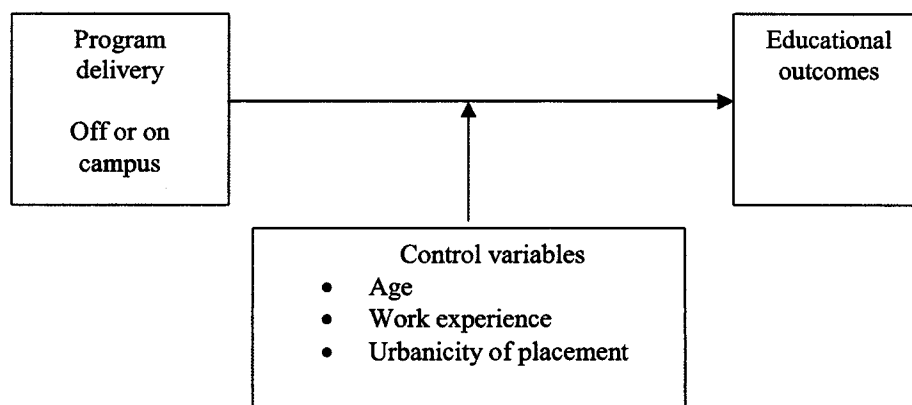 Program
delivery
Off or on
campus
Educational
outcomes
Control variables
• Age
• Work experience
• Urbanicity of placement